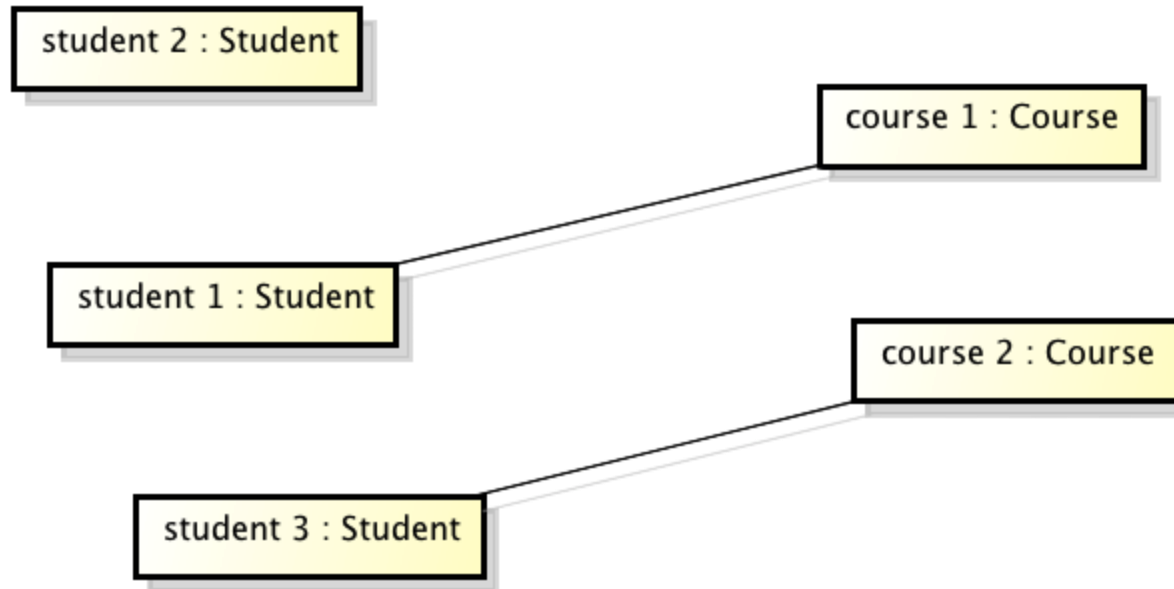 student 2 : Student
course 1 : Course
student 1 : Student
course 2 : Course
student 3 : Student